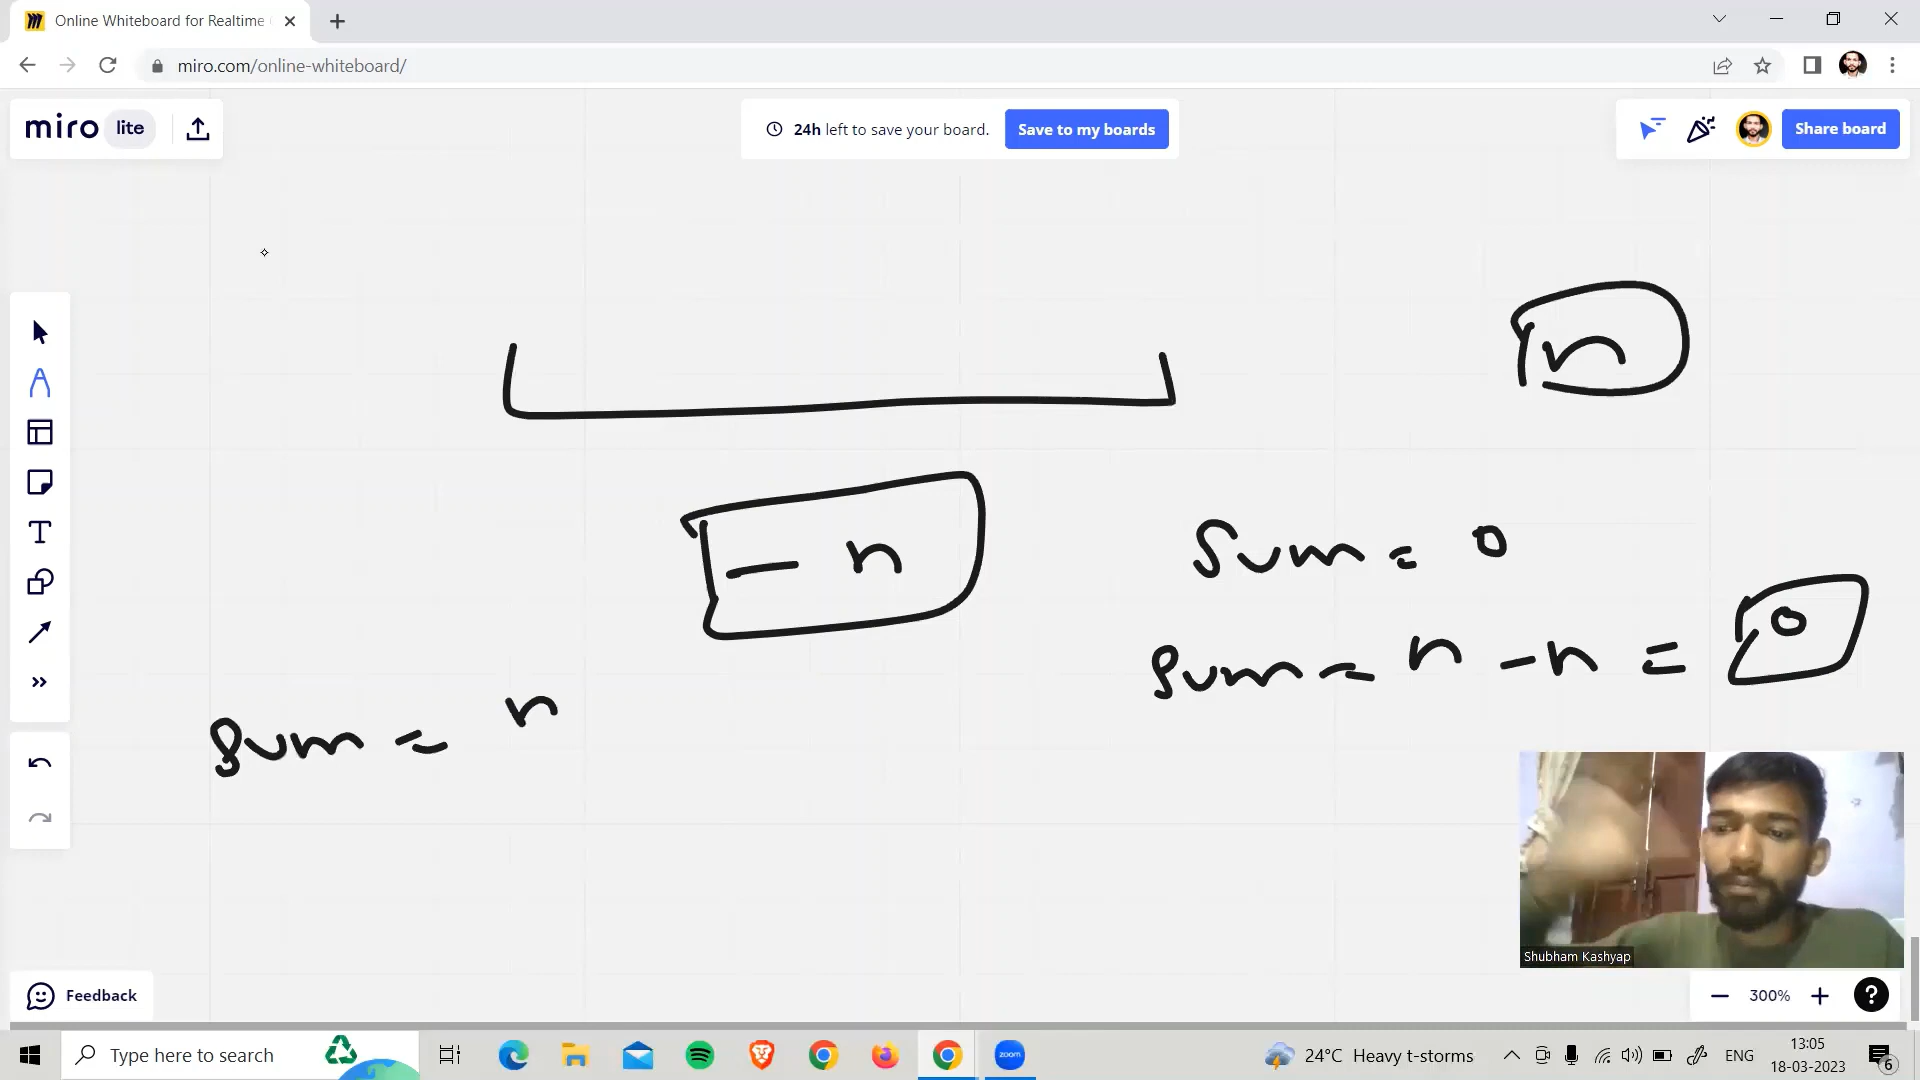 Online Whiteboard for Realtime
miro.com/online-whiteboard/
miro lite
24h left to save your board. Save to my boards
Share board
n
- n
Sum = 0
Sum = n - n = 0
Sum = n
Shubham Kashyap
Feedback
300%
?
Type here to search
zoom
24°C Heavy t-storms
ENG
13:05
18-03-2023
6